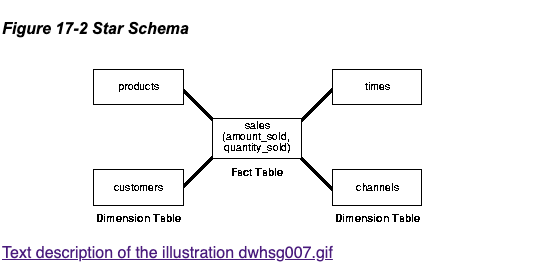 Figure 17-2 Star Schema
products
times
sales
(amount_sold,
quantity_sold)
Fact Table
customers
channels
Dimension Table
Dimension Table
Text description of the illustration dwhsg007.gif